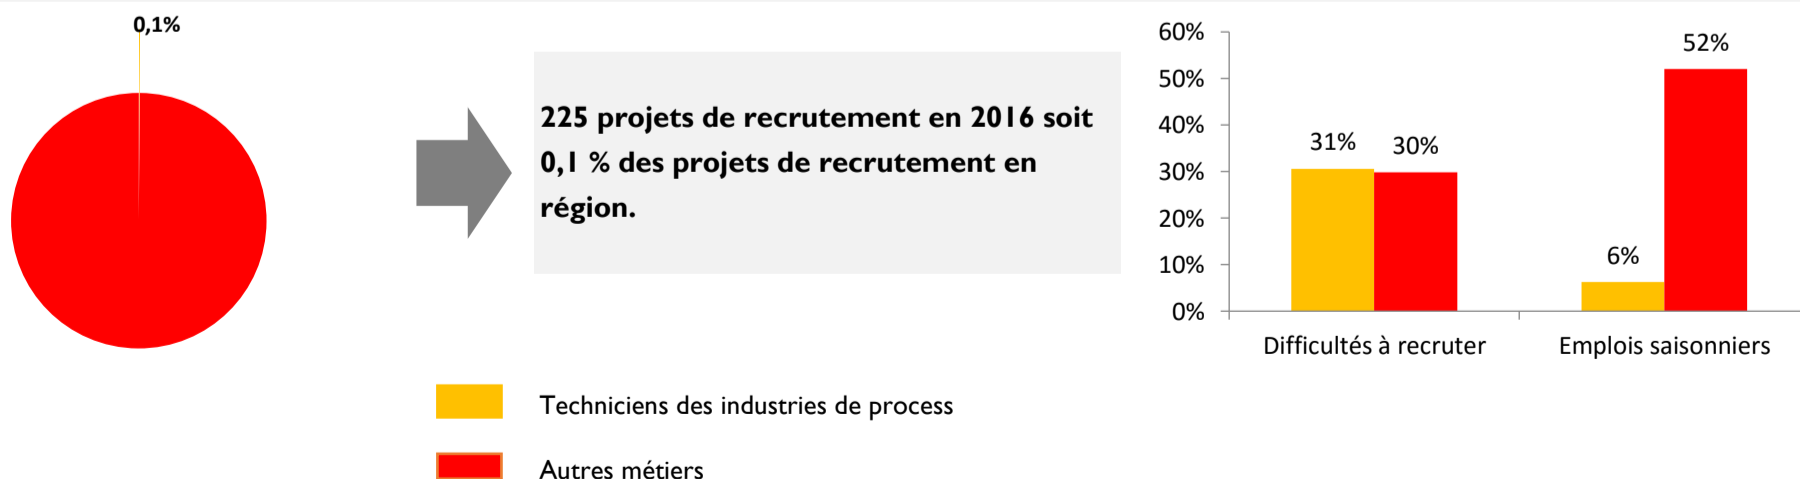 0,1%
225 projets de recrutement en 2016 soit
0,1 % des projets de recrutement en
région.
60%
50%
40%
30%
20%
10%
0%
31%
30%
6%
52%
Difficultés à recruter
Emplois saisonniers
Techniciens des industries de process
Autres métiers